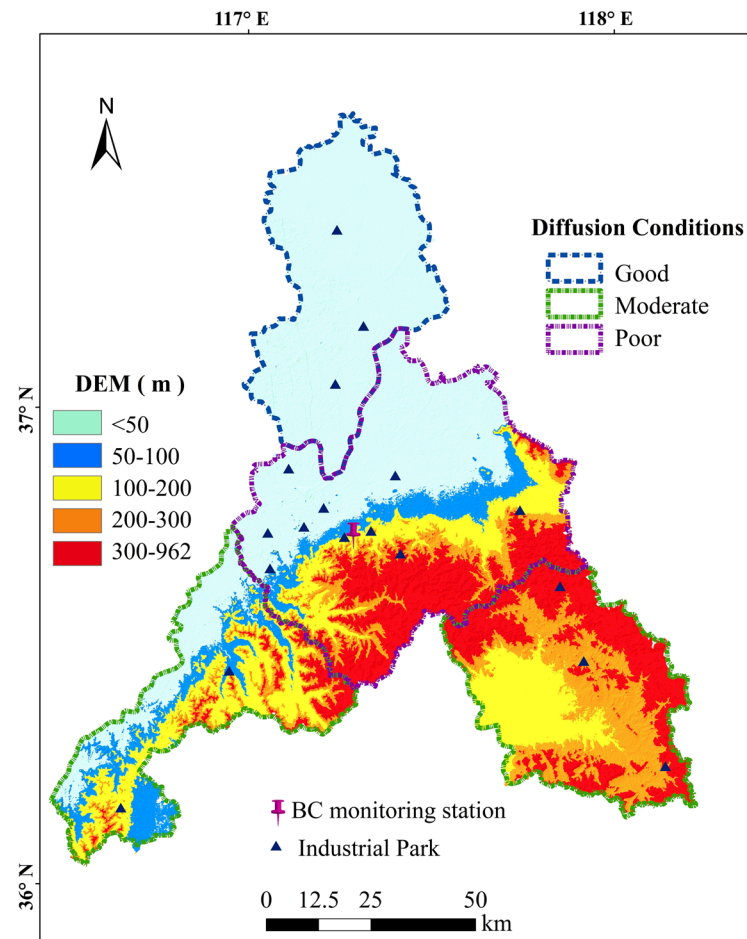 117° E
118° E
N
Diffusion Conditions
Good
Moderate
Poor
37° N
DEM ( m )
<50
50-100
100-200
200-300
300-962
BC monitoring station
Industrial Park
36° N
0 12.5 25 50
km